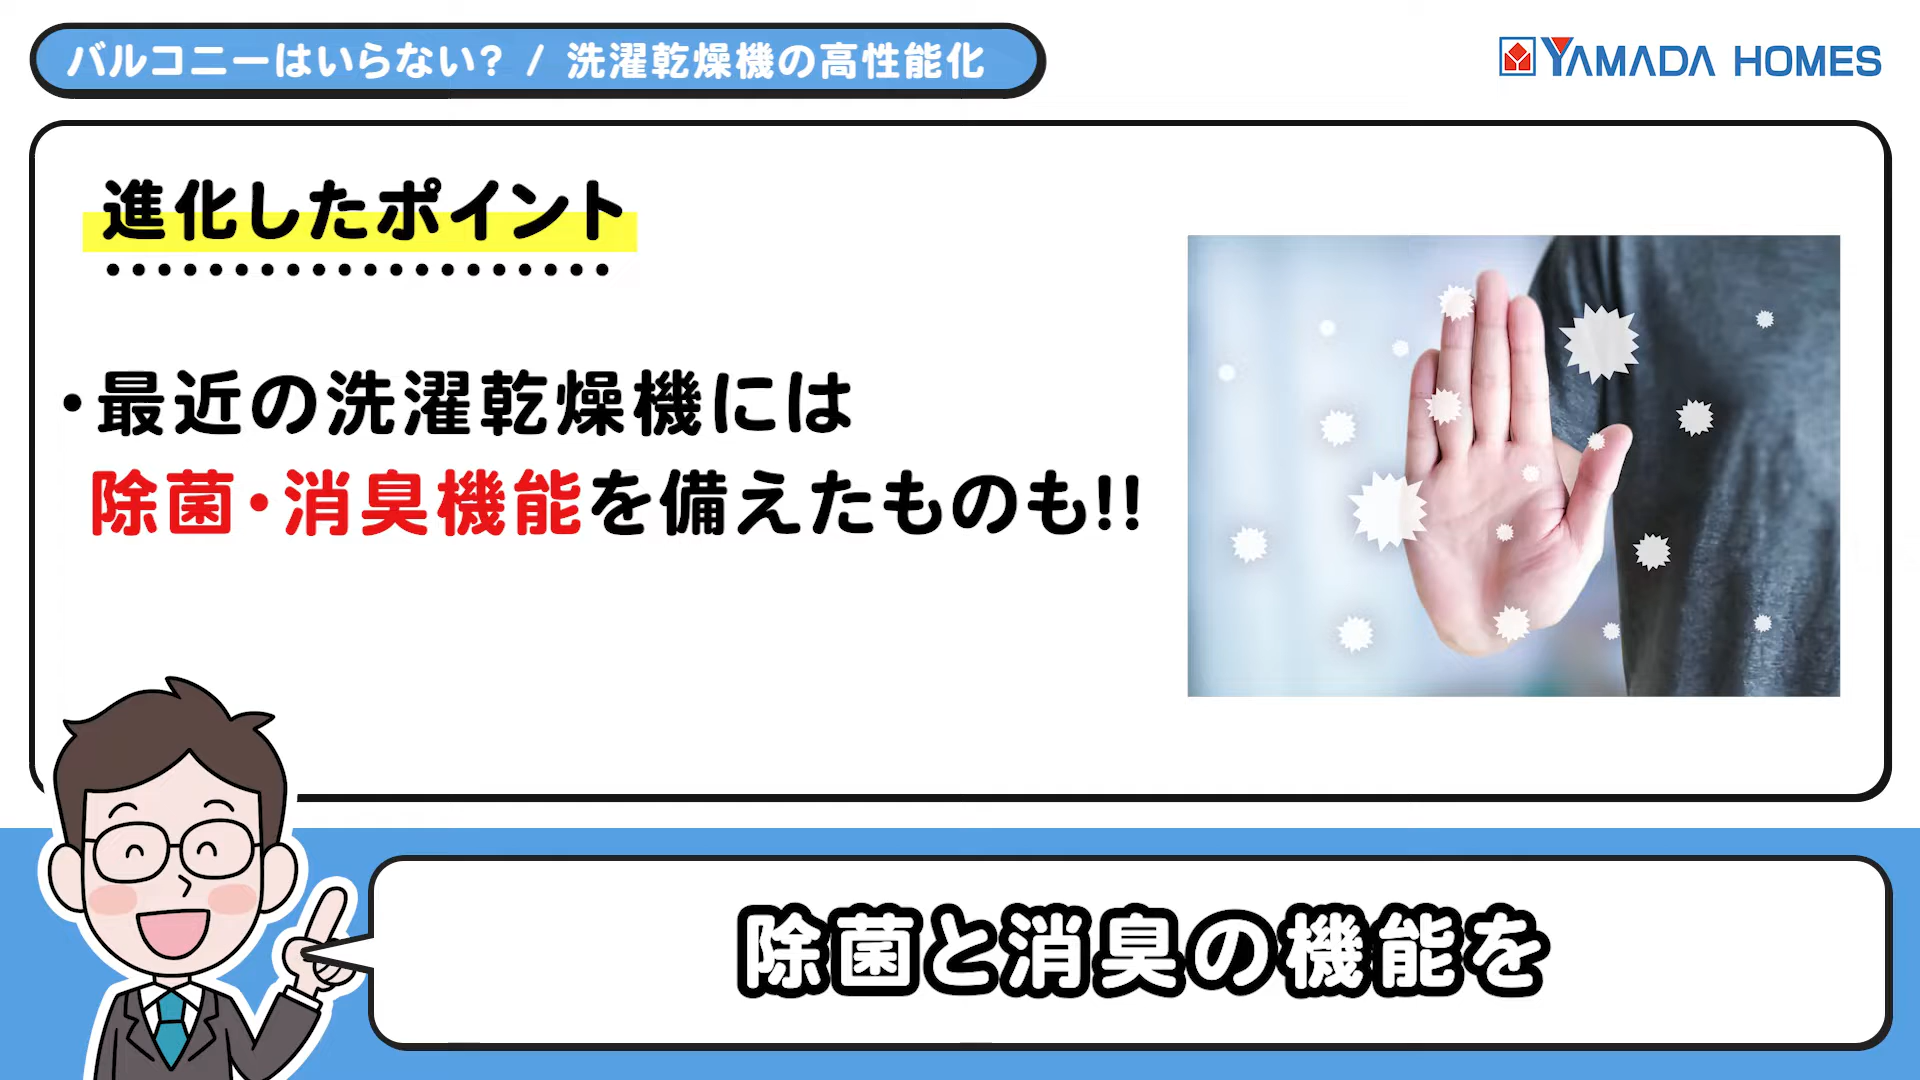 バルコニーはいらない? / 洗濯乾燥機の高性能化
YAMADA HOMES
進化したポイント
・最近の洗濯乾燥機には
除菌・消臭機能を備えたものも!!
除菌と消臭の機能を